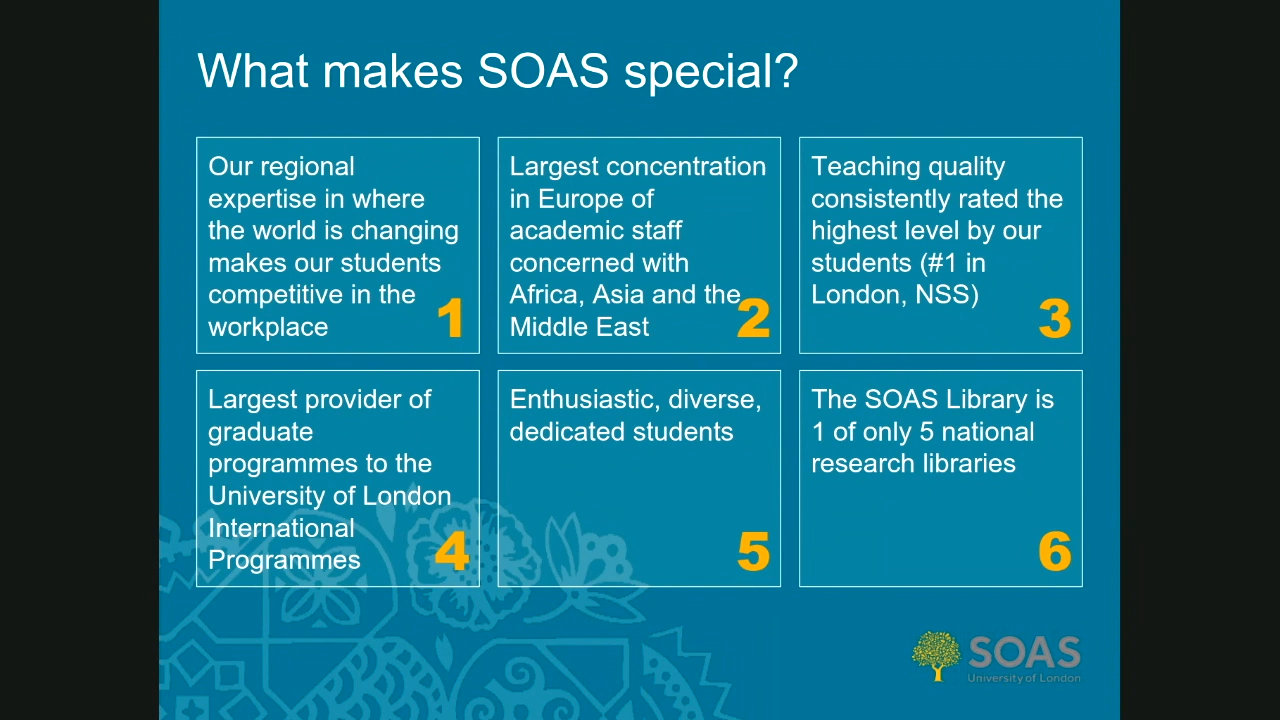 What makes SOAS special?
Our regional
expertise in where
the world is changing
makes our students
competitive in the
workplace
1
Largest concentration
in Europe of
academic staff
concerned with
Africa, Asia and the
Middle East
2
Teaching quality
consistently rated the
highest level by our
students (#1 in
London, NSS)
3
Largest provider of
graduate
programmes to the
University of London
International
Programmes
4
Enthusiastic, diverse,
dedicated students
5
The SOAS Library is
1 of only 5 national
research libraries
6
SOAS
University of London